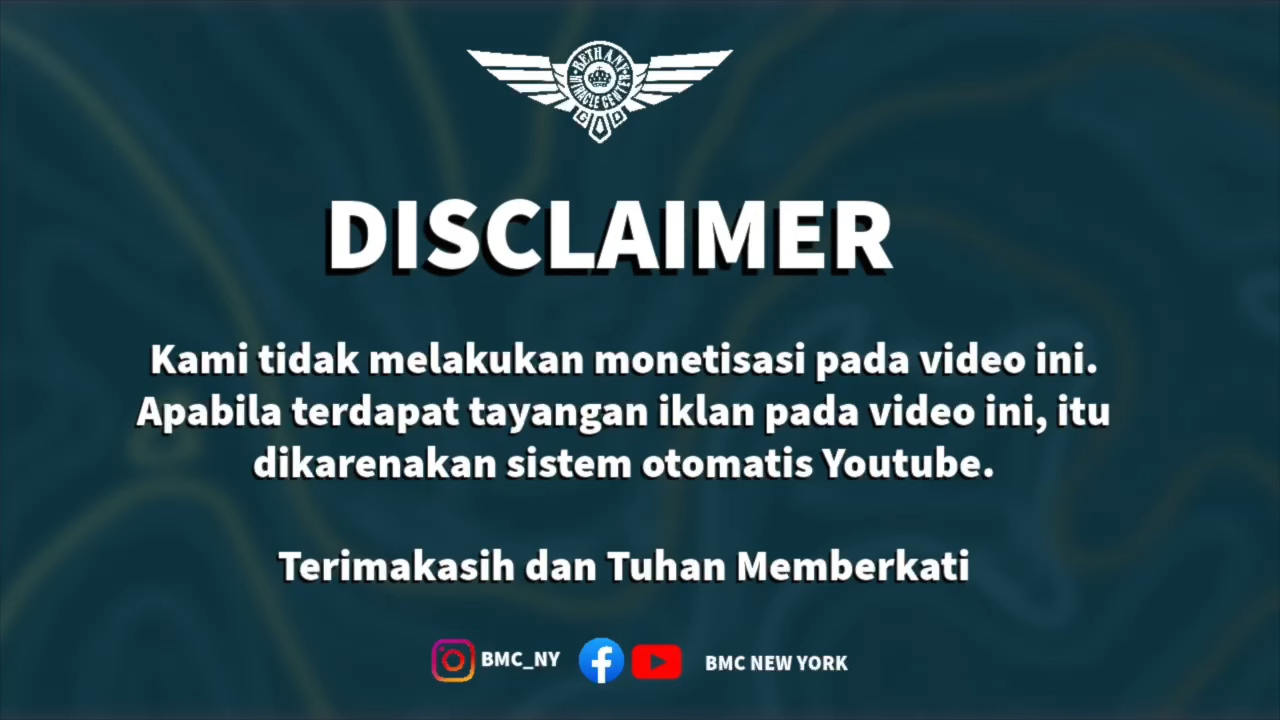 BETHANY
MIRACLE CENTER
DISCLAIMER
Kami tidak melakukan monetisasi pada video ini.
Apabila terdapat tayangan iklan pada video ini, itu
dikarenakan sistem otomatis Youtube.
Terimakasih dan Tuhan Memberkati
BMC_NY
BMC NEW YORK